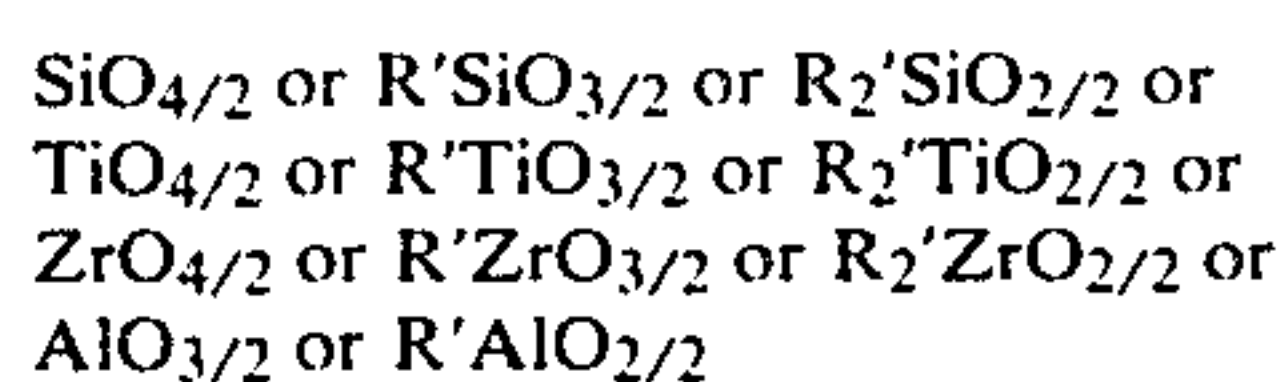 SiO4/2 or R'SiO3/2 or R2'SiO2/2 or
TiO4/2 or R'TiO3/2 or R2'TiO2/2 or
ZrO4/2 or R'ZrO3/2 or R2'ZrO2/2 or
AlO3/2 or R'AlO2/2